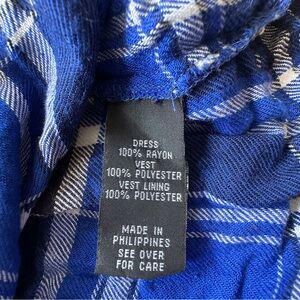 DRESS
100% RAYON
VEST
100% POLYESTER
VEST LINING
100% POLYESTER
MADE IN
PHILIPPINES
SEE OVER
FOR CARE